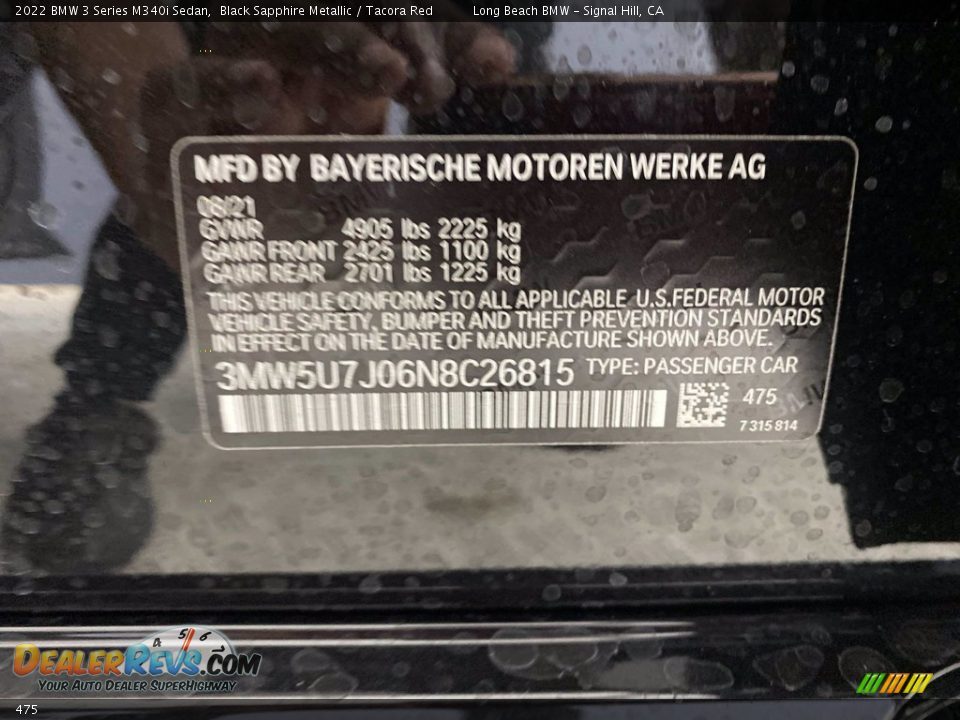 2022 BMW 3 Series M340i Sedan, Black Sapphire Metallic / Tacora Red Long Beach BMW - Signal Hill, CA
MFD BY BAYERISCHE MOTOREN WERKE AG
08/21
GVWR 4905 lbs 2225 kg
GAWR FRONT 2425 lbs 1100 kg
GAWR REAR 2701 lbs 1225 kg
THIS VEHICLE CONFORMS TO ALL APPLICABLE U.S.FEDERAL MOTOR
VEHICLE SAFETY, BUMPER AND THEFT PREVENTION STANDARDS
IN EFFECT ON THE DATE OF MANUFACTURE SHOWN ABOVE.
3MW5U7J06N8C26815 TYPE: PASSENGER CAR
475
7 315 814
4 5 6
DEALERREVS.COM
YOUR AUTO DEALER SUPERHIGHWAY
475